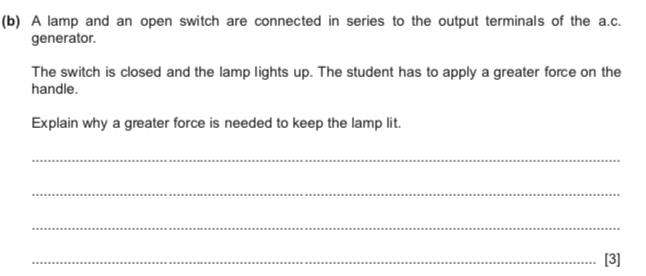 (b) A lamp and an open switch are connected in series to the output terminals of the a.c.
generator.
The switch is closed and the lamp lights up. The student has to apply a greater force on the
handle.
Explain why a greater force is needed to keep the lamp lit.
[3]